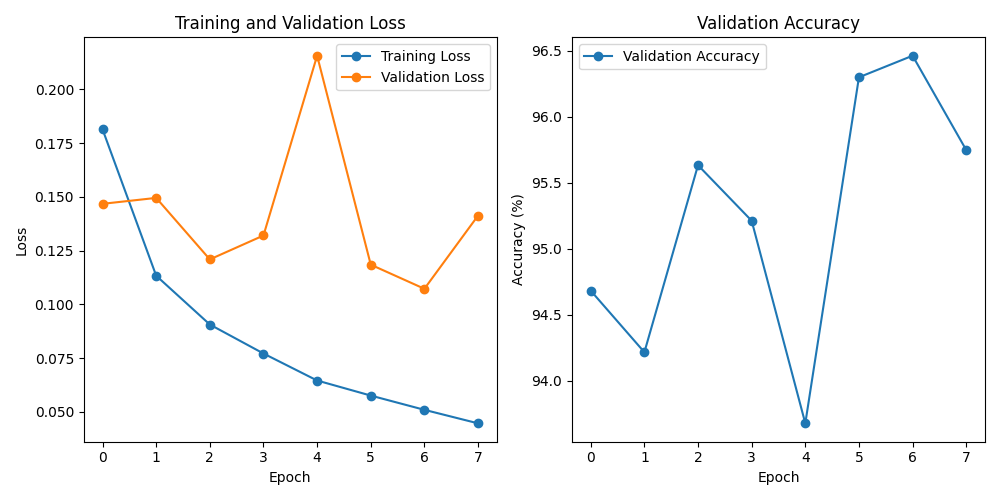 Training and Validation Loss
Training Loss
Validation Loss
0.200
0.175
0.150
0.125
0.100
0.075
0.050
Loss
0 1 2 3 4 5 6 7
Epoch
Validation Accuracy
Validation Accuracy
96.5
96.0
95.5
95.0
94.5
94.0
Accuracy (%)
0 1 2 3 4 5 6 7
Epoch